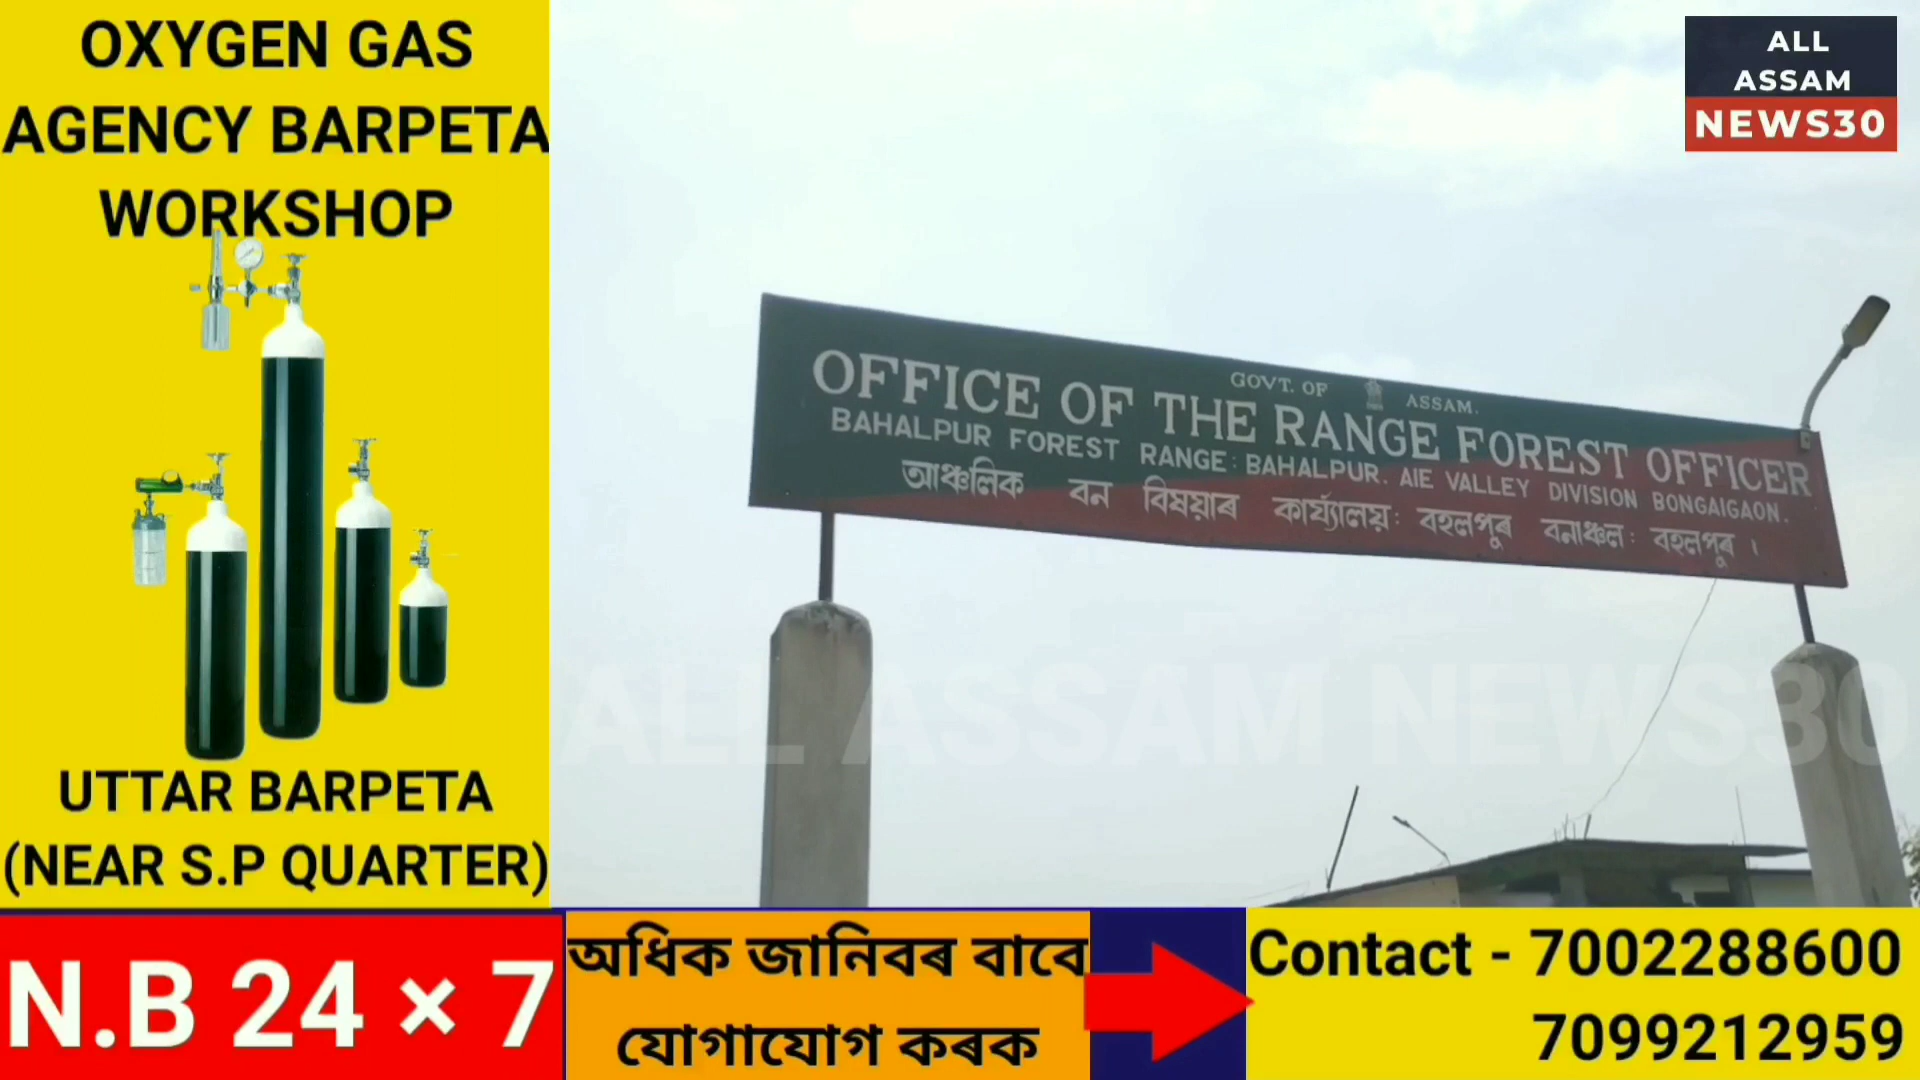 OXYGEN GAS
AGENCY BARPETA
WORKSHOP
UTTAR BARPETA
(NEAR S.P QUARTER)
ALL
ASSAM
NEWS30
GOVT. OF ASSAM.
OFFICE OF THE RANGE FOREST OFFICER
BAHALPUR FOREST RANGE: BAHALPUR. AIE VALLEY DIVISION BONGAIGAON.
আঞ্চলিক বন বিষয়াৰ কাৰ্য্যালয়: বহলপুৰ বনাঞ্চল: বহলপুৰ।
ALL ASSAM NEWS30
N.B 24 × 7
অধিক জানিবৰ বাবে
যোগাযোগ কৰক
Contact - 7002288600
7099212959